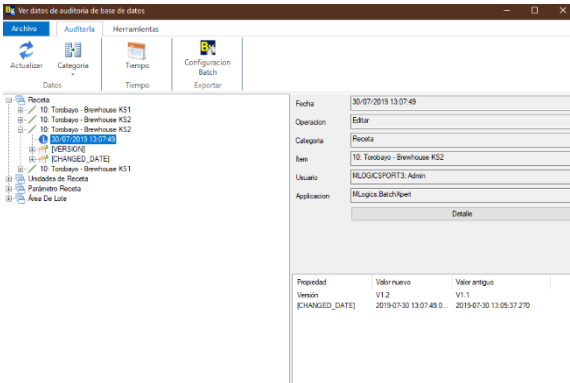 Ver datos de auditoria de base de datos
Archivo Auditoría Herramientas
Actualizar Categoria Tiempo Configuracion Batch
Datos Tiempo Exportar
Receta
10: Torobayo - Brewhouse KS1
10: Torobayo - Brewhouse KS2
10: Torobayo - Brewhouse KS2
30/07/2019 13:07:49
[VERSION]
[CHANGED_DATE]
10: Torobayo - Brewhouse KS1
Unidades de Receta
Parámetro Receta
Área De Lote
Fecha 30/07/2019 13:07:49
Operacion Editar
Categoria Receta
Item 10: Torobayo - Brewhouse KS2
Usuario MLOGICSPORT3; Admin
Applicacion MLogics.BatchXpert
Detalle
Propiedad Valor nuevo Valor antiguo
Versión V1.2 V1.1
[CHANGED_DATE] 2019-07-30 13:07:49.0... 2019-07-30 13:05:37.270